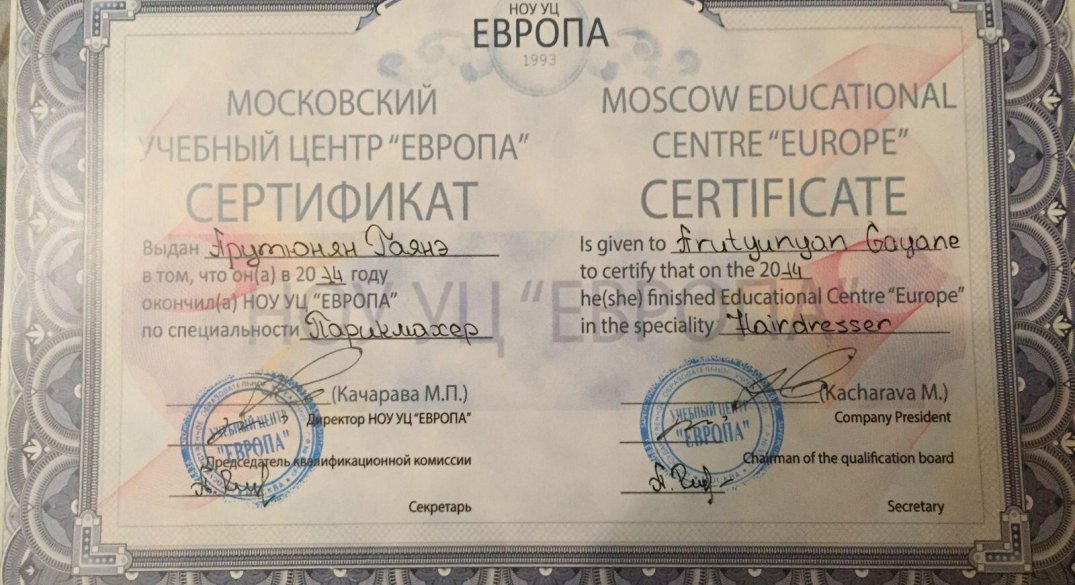 НОУ УЦ
ЕВРОПА
1993
МОСКОВСКИЙ
УЧЕБНЫЙ ЦЕНТР "ЕВРОПА"
СЕРТИФИКАТ
Выдан Арутюнян Гаянэ
в том, что он(а) в 2014 году
окончил(а) НОУ УЦ "ЕВРОПА"
по специальности Парикмахер
(Качарава М.П.)
Директор НОУ УЦ "ЕВРОПА"
Председатель квалификационной комиссии
Секретарь
УЧЕБНЫЙ ЦЕНТР
"ЕВРОПА"
MOSCOW EDUCATIONAL
CENTRE "EUROPE"
CERTIFICATE
Is given to Arutyunyan Gayane
to certify that on the 2014
he(she) finished Educational Centre "Europe"
in the speciality Hairdresser
(Kacharava M.)
Company President
Chairman of the qualification board
Secretary
УЧЕБНЫЙ ЦЕНТР
"ЕВРОПА"
НОУ УЦ "ЕВРОПА"